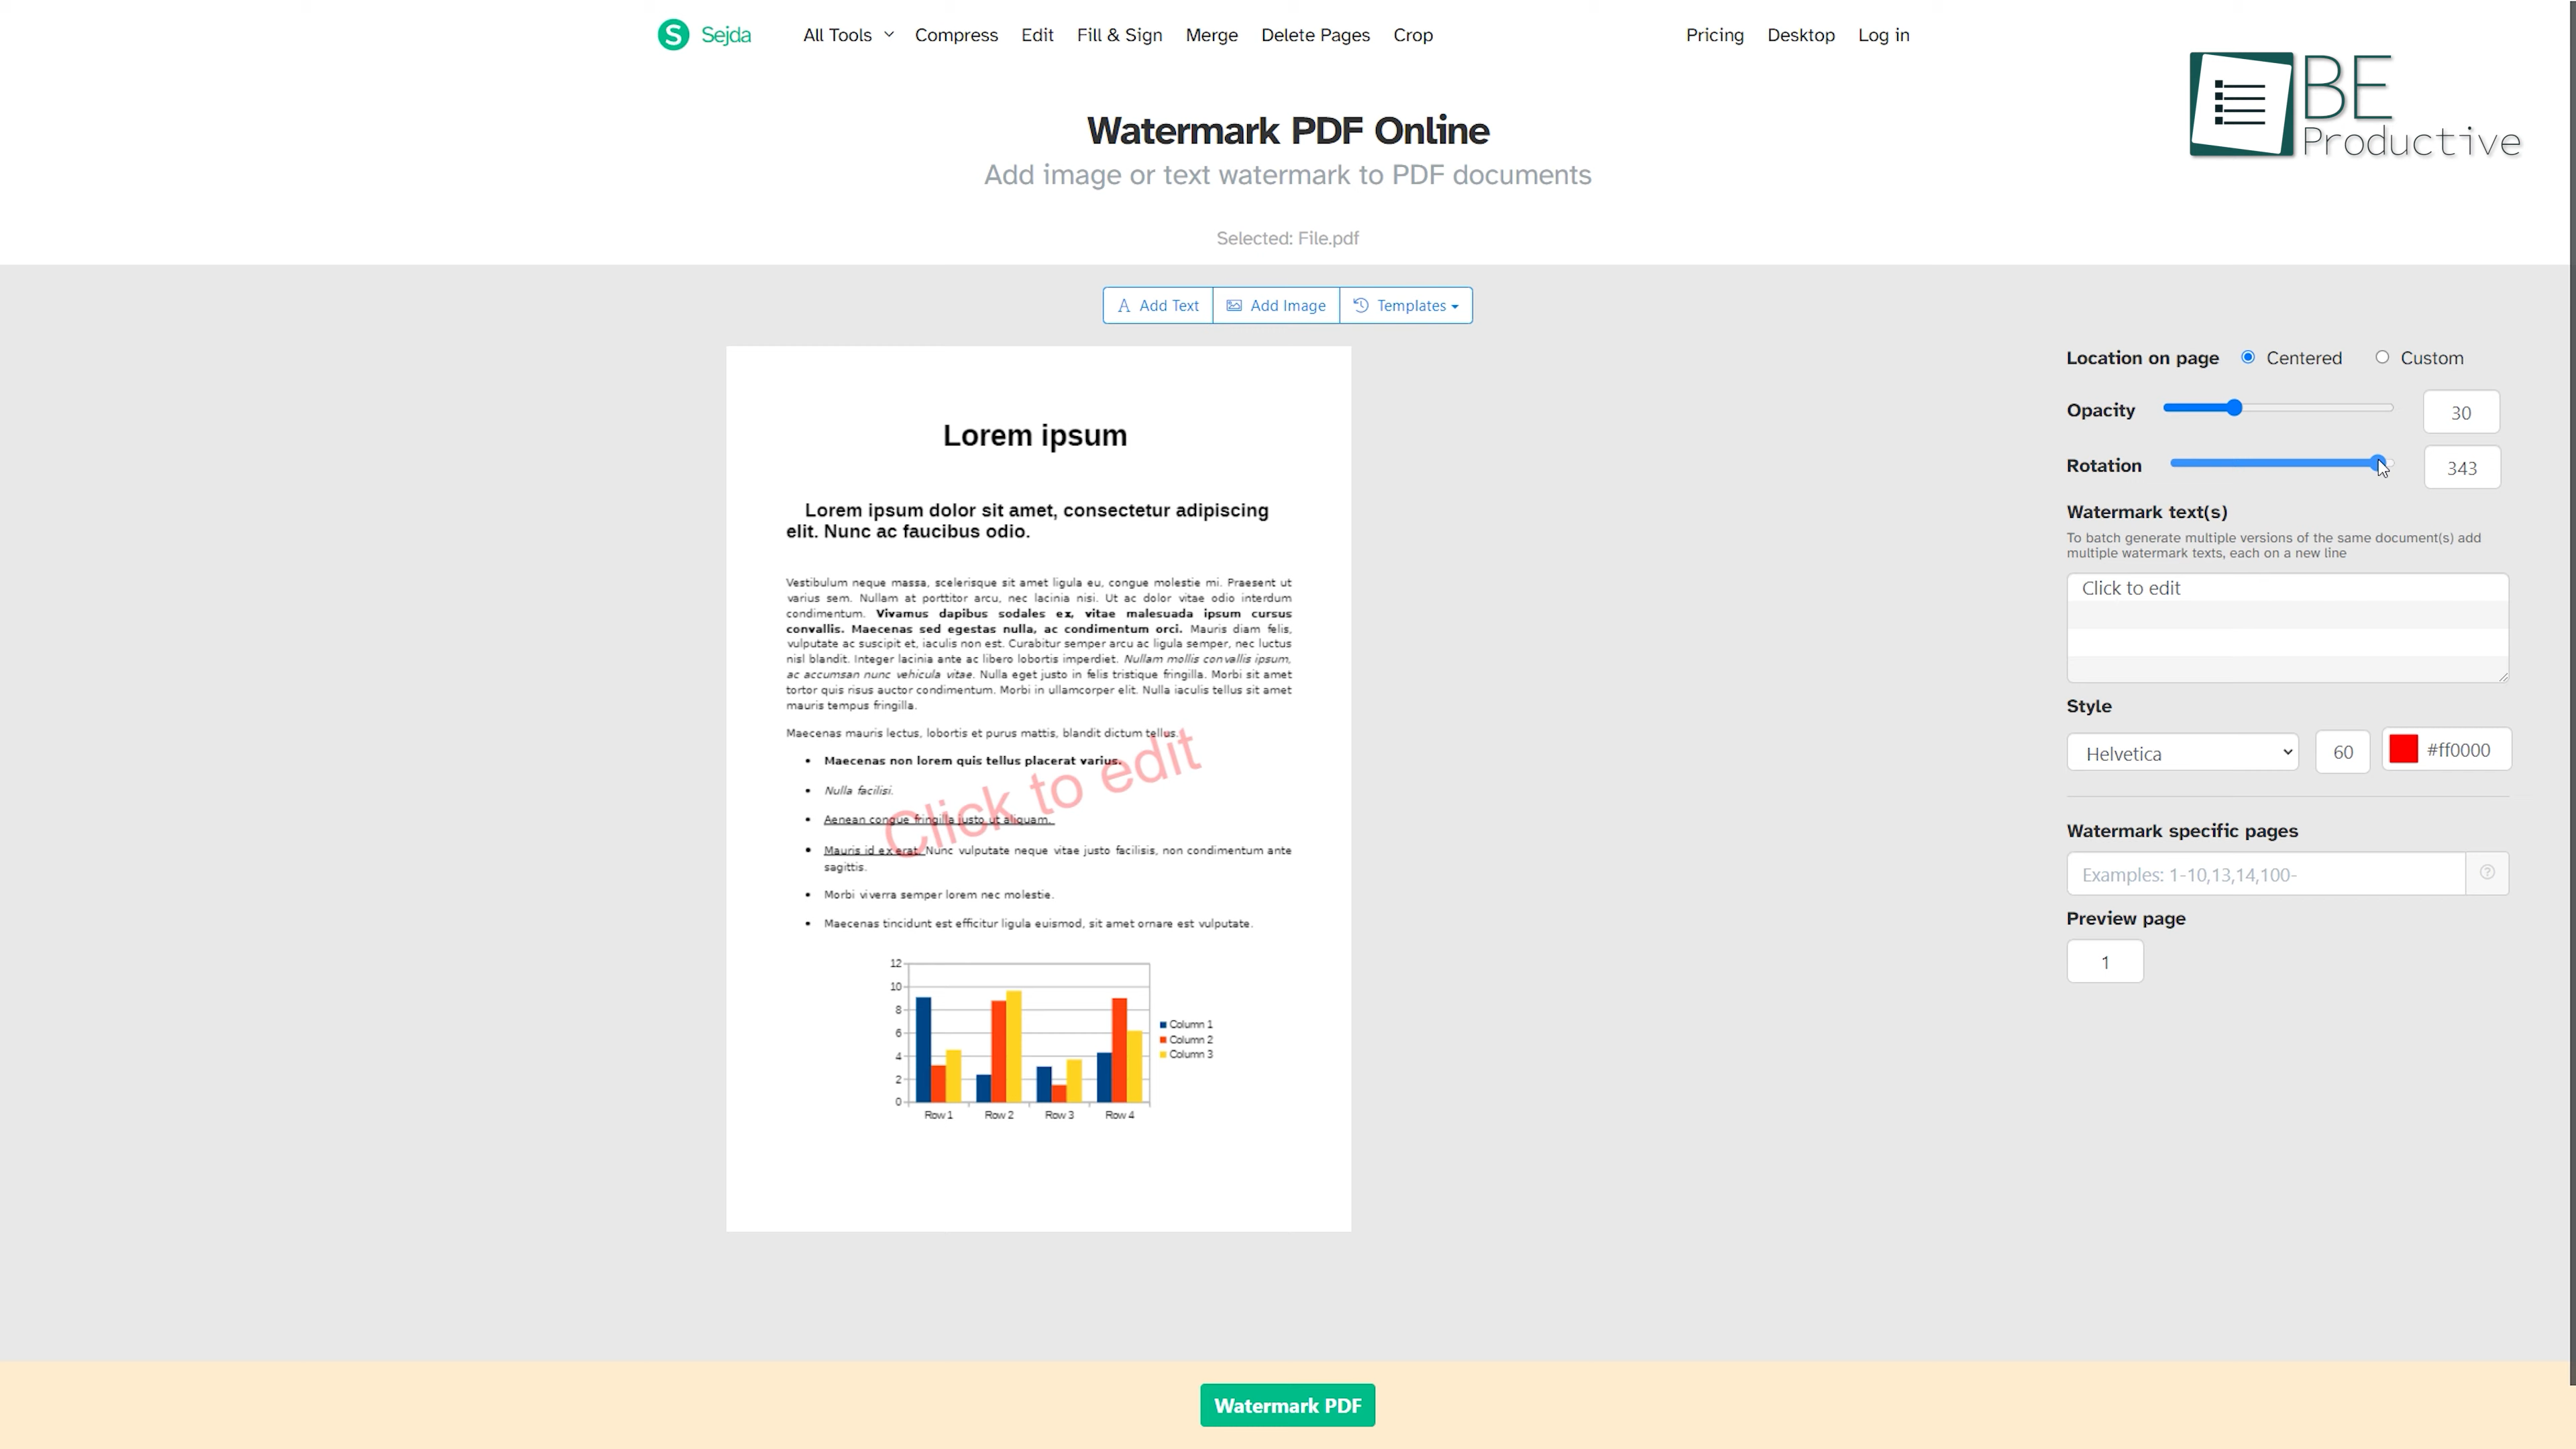 S Sejda All Tools Compress Edit Fill & Sign Merge Delete Pages Crop Pricing Desktop Log in
BE
Productive
Watermark PDF Online
Add image or text watermark to PDF documents
Selected: File.pdf
Add Text Add Image Templates
Location on page Centered Custom
Opacity 30
Rotation 343
Watermark text(s)
To batch generate multiple versions of the same document(s) add
multiple watermark texts, each on a new line
Click to edit
Style
Helvetica 60 #ff0000
Watermark specific pages
Examples: 1-10,13,14,100-
Preview page
1
Lorem ipsum
Lorem ipsum dolor sit amet, consectetur adipiscing
elit. Nunc ac faucibus odio.
Vestibulum neque massa, scelerisque sit amet ligula eu, congue molestie mi. Praesent ut
varius sem. Nullam at porttitor arcu, nec lacinia nisi. Ut ac dolor vitae odio interdum
condimentum. Vivamus dapibus sodales ex, vitae malesuada ipsum cursus
convallis. Maecenas sed egestas nulla, ac condimentum orci. Mauris diam felis,
vulputate ac suscipit et, iaculis non est. Curabitur semper arcu ac ligula semper, nec luctus
nisl blandit. Integer lacinia ante ac libero lobortis imperdiet. Nullam mollis convallis ipsum,
ac accumsan nunc vehicula vitae. Nulla eget justo in felis tristique fringilla. Morbi sit amet
tortor quis risus auctor condimentum. Morbi in ullamcorper elit. Nulla iaculis tellus sit amet
mauris tempus fringilla.
Maecenas mauris lectus, lobortis et purus mattis, blandit dictum tellus.
• Maecenas non lorem quis tellus placerat varius.
• Nulla facilisi.
• Aenean congue fringilla justo ut aliquam.
• Mauris id ex erat. Nunc vulputate neque vitae justo facilisis, non condimentum ante
sagittis.
• Morbi viverra semper lorem nec molestie.
• Maecenas tincidunt est efficitur ligula euismod, sit amet ornare est vulputate.
Click to edit
12
10
8
6
4
2
0
Row 1 Row 2 Row 3 Row 4
Column 1
Column 2
Column 3
Watermark PDF